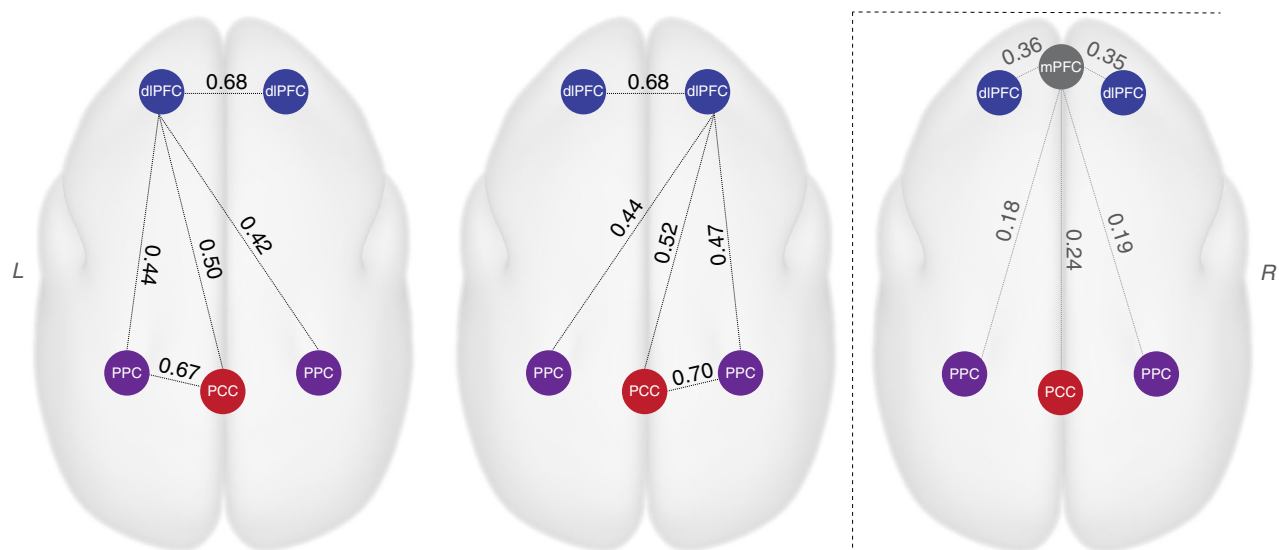 L
dlPFC 0.68 dlPFC
0.44
0.50
0.42
PPC 0.67 PCC PPC
dlPFC 0.68 dlPFC
0.44
0.52
0.47
PPC PCC 0.70 PPC
0.36 mPFC 0.35
dlPFC dlPFC
0.18
0.24
0.19
PPC PCC PPC
R